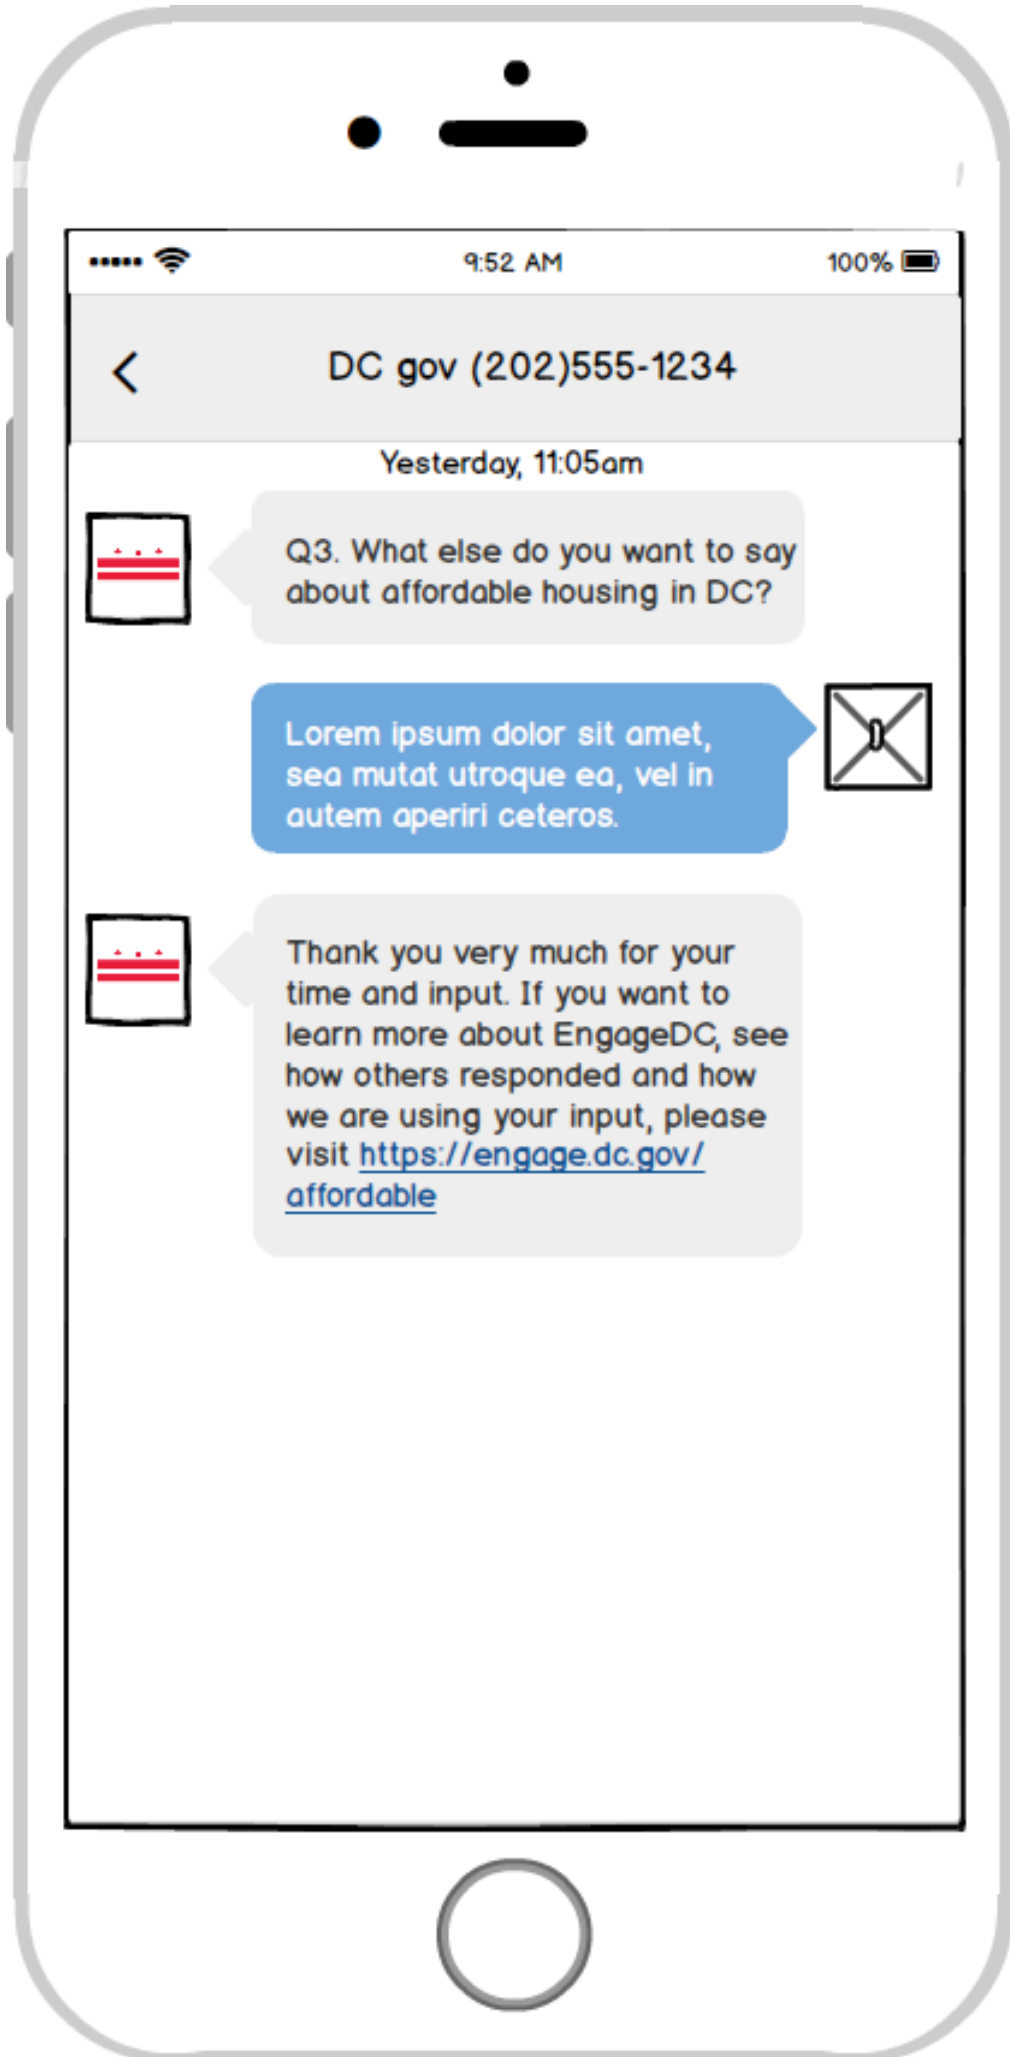 9:52 AM
100%
DC gov (202)555-1234
Yesterday, 11:05am
Q3. What else do you want to say
about affordable housing in DC?
Lorem ipsum dolor sit amet,
sea mutat utroque ea, vel in
autem aperiri ceteros.
Thank you very much for your
time and input. If you want to
learn more about EngageDC, see
how others responded and how
we are using your input, please
visit https://engage.dc.gov/
affordable